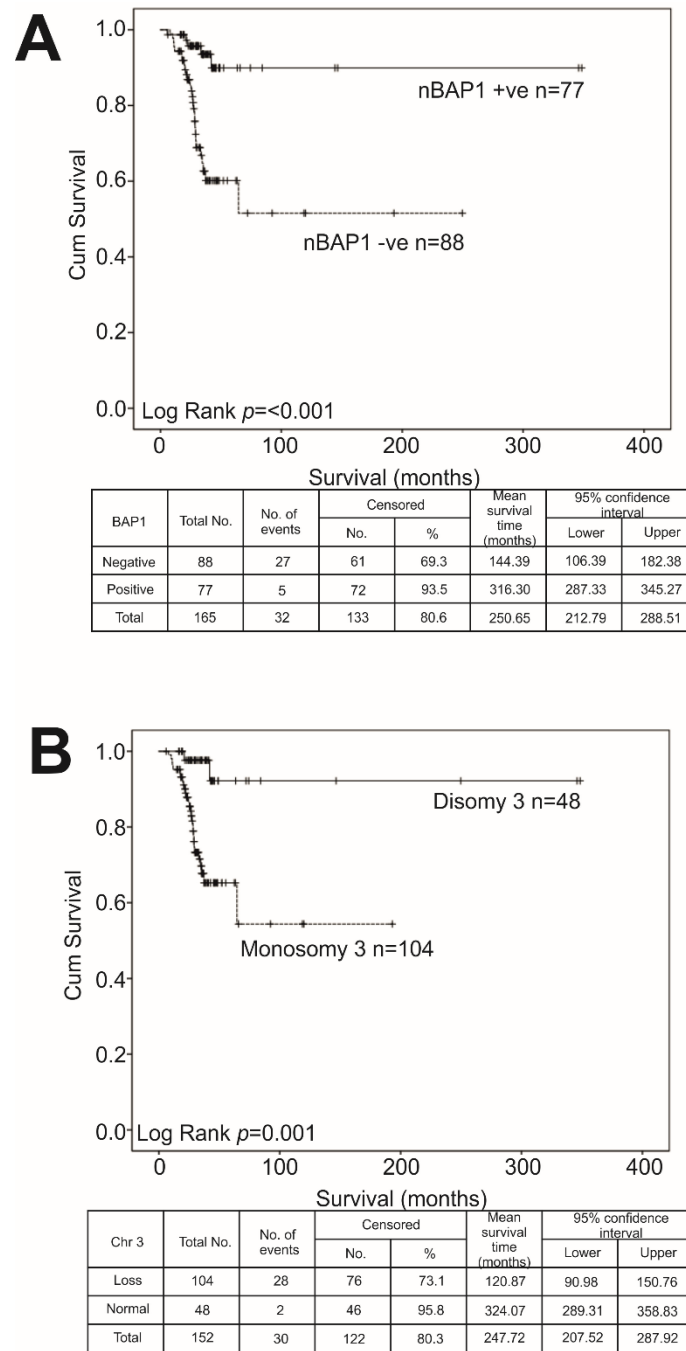 A
1.0
0.8
0.6
0.4
0.2
0.0
Cum Survival
nBAP1 +ve n=77
nBAP1 -ve n=88
Log Rank p=<0.001
0 100 200 300 400
Survival (months)
BAP1 Total No. No. of events Censored Mean survival time (months) 95% confidence interval
No. % Lower Upper
Negative 88 27 61 69.3 144.39 106.39 182.38
Positive 77 5 72 93.5 316.30 287.33 345.27
Total 165 32 133 80.6 250.65 212.79 288.51
B
1.0
0.8
0.6
0.4
0.2
0.0
Cum Survival
Disomy 3 n=48
Monosomy 3 n=104
Log Rank p=0.001
0 100 200 300 400
Survival (months)
Chr 3 Total No. No. of events Censored Mean survival time (months) 95% confidence interval
No. % Lower Upper
Loss 104 28 76 73.1 120.87 90.98 150.76
Normal 48 2 46 95.8 324.07 289.31 358.83
Total 152 30 122 80.3 247.72 207.52 287.92